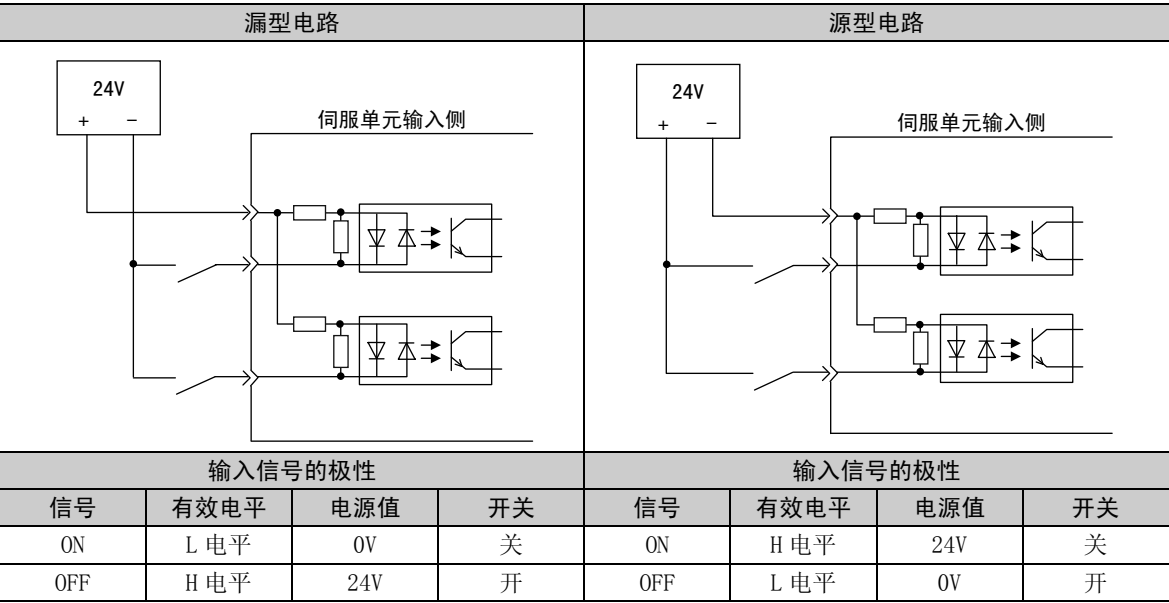 漏型电路 源型电路
24V 24V
+ − + −
伺服单元输入侧 伺服单元输入侧
输入信号的极性 输入信号的极性
信号 有效电平 电源值 开关 信号 有效电平 电源值 开关
ON L 电平 0V 关 ON H 电平 24V 关
OFF H 电平 24V 开 OFF L 电平 0V 开